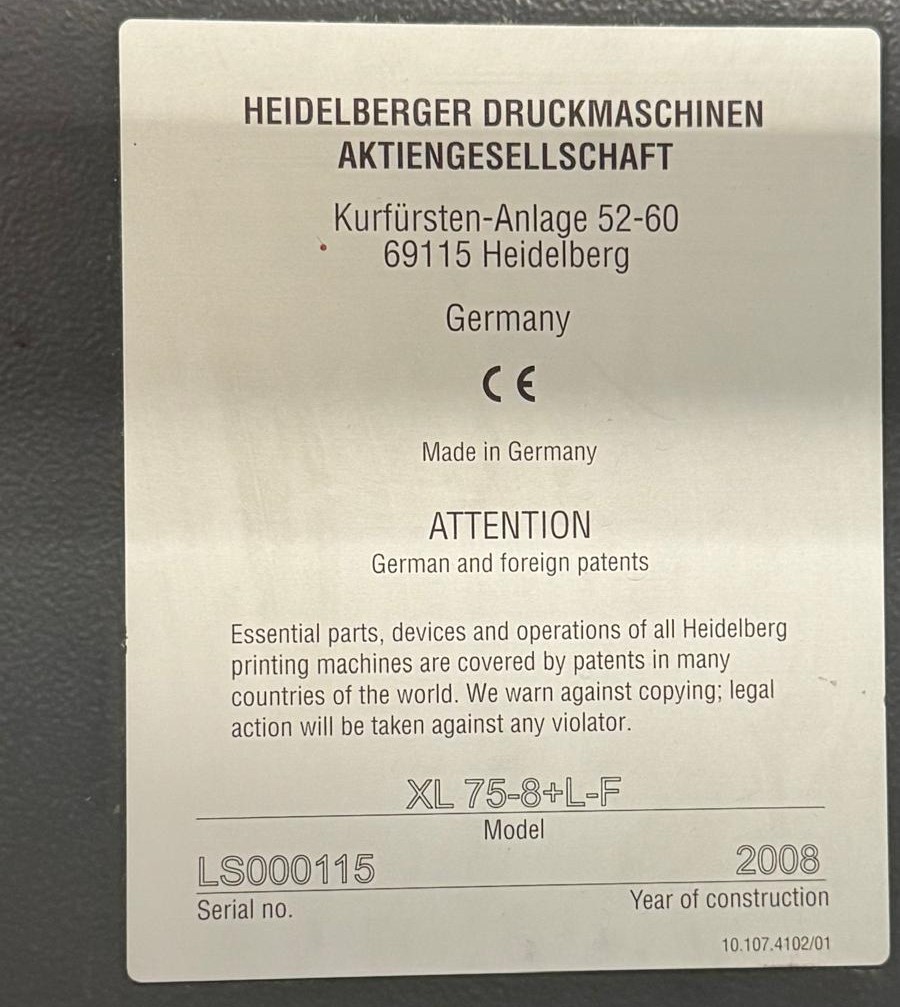 HEIDELBERGER DRUCKMASCHINEN
AKTIENGESELLSCHAFT
Kurfürsten-Anlage 52-60
69115 Heidelberg
Germany
CE
Made in Germany
ATTENTION
German and foreign patents
Essential parts, devices and operations of all Heidelberg
printing machines are covered by patents in many
countries of the world. We warn against copying; legal
action will be taken against any violator.
XL 75-8+L-F
Model
LS000115 2008
Serial no. Year of construction
10.107.4102/01